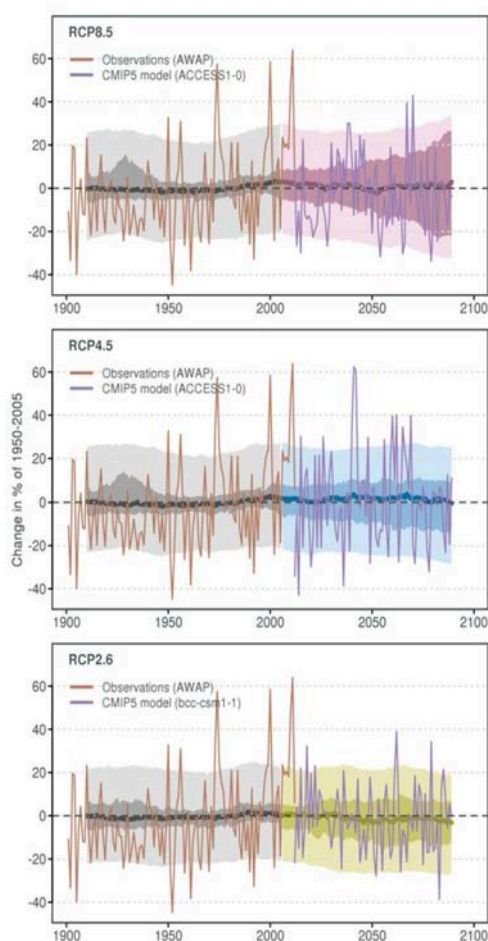 RCP8.5
Observations (AWAP)
CMIP5 model (ACCESS1-0)
60
40
20
0
-20
-40
1900 1950 2000 2050 2100
RCP4.5
Observations (AWAP)
CMIP5 model (ACCESS1-0)
60
40
20
0
-20
-40
Change in % of 1950-2005
1900 1950 2000 2050 2100
RCP2.6
Observations (AWAP)
CMIP5 model (bcc-csm1-1)
60
40
20
0
-20
-40
1900 1950 2000 2050 2100